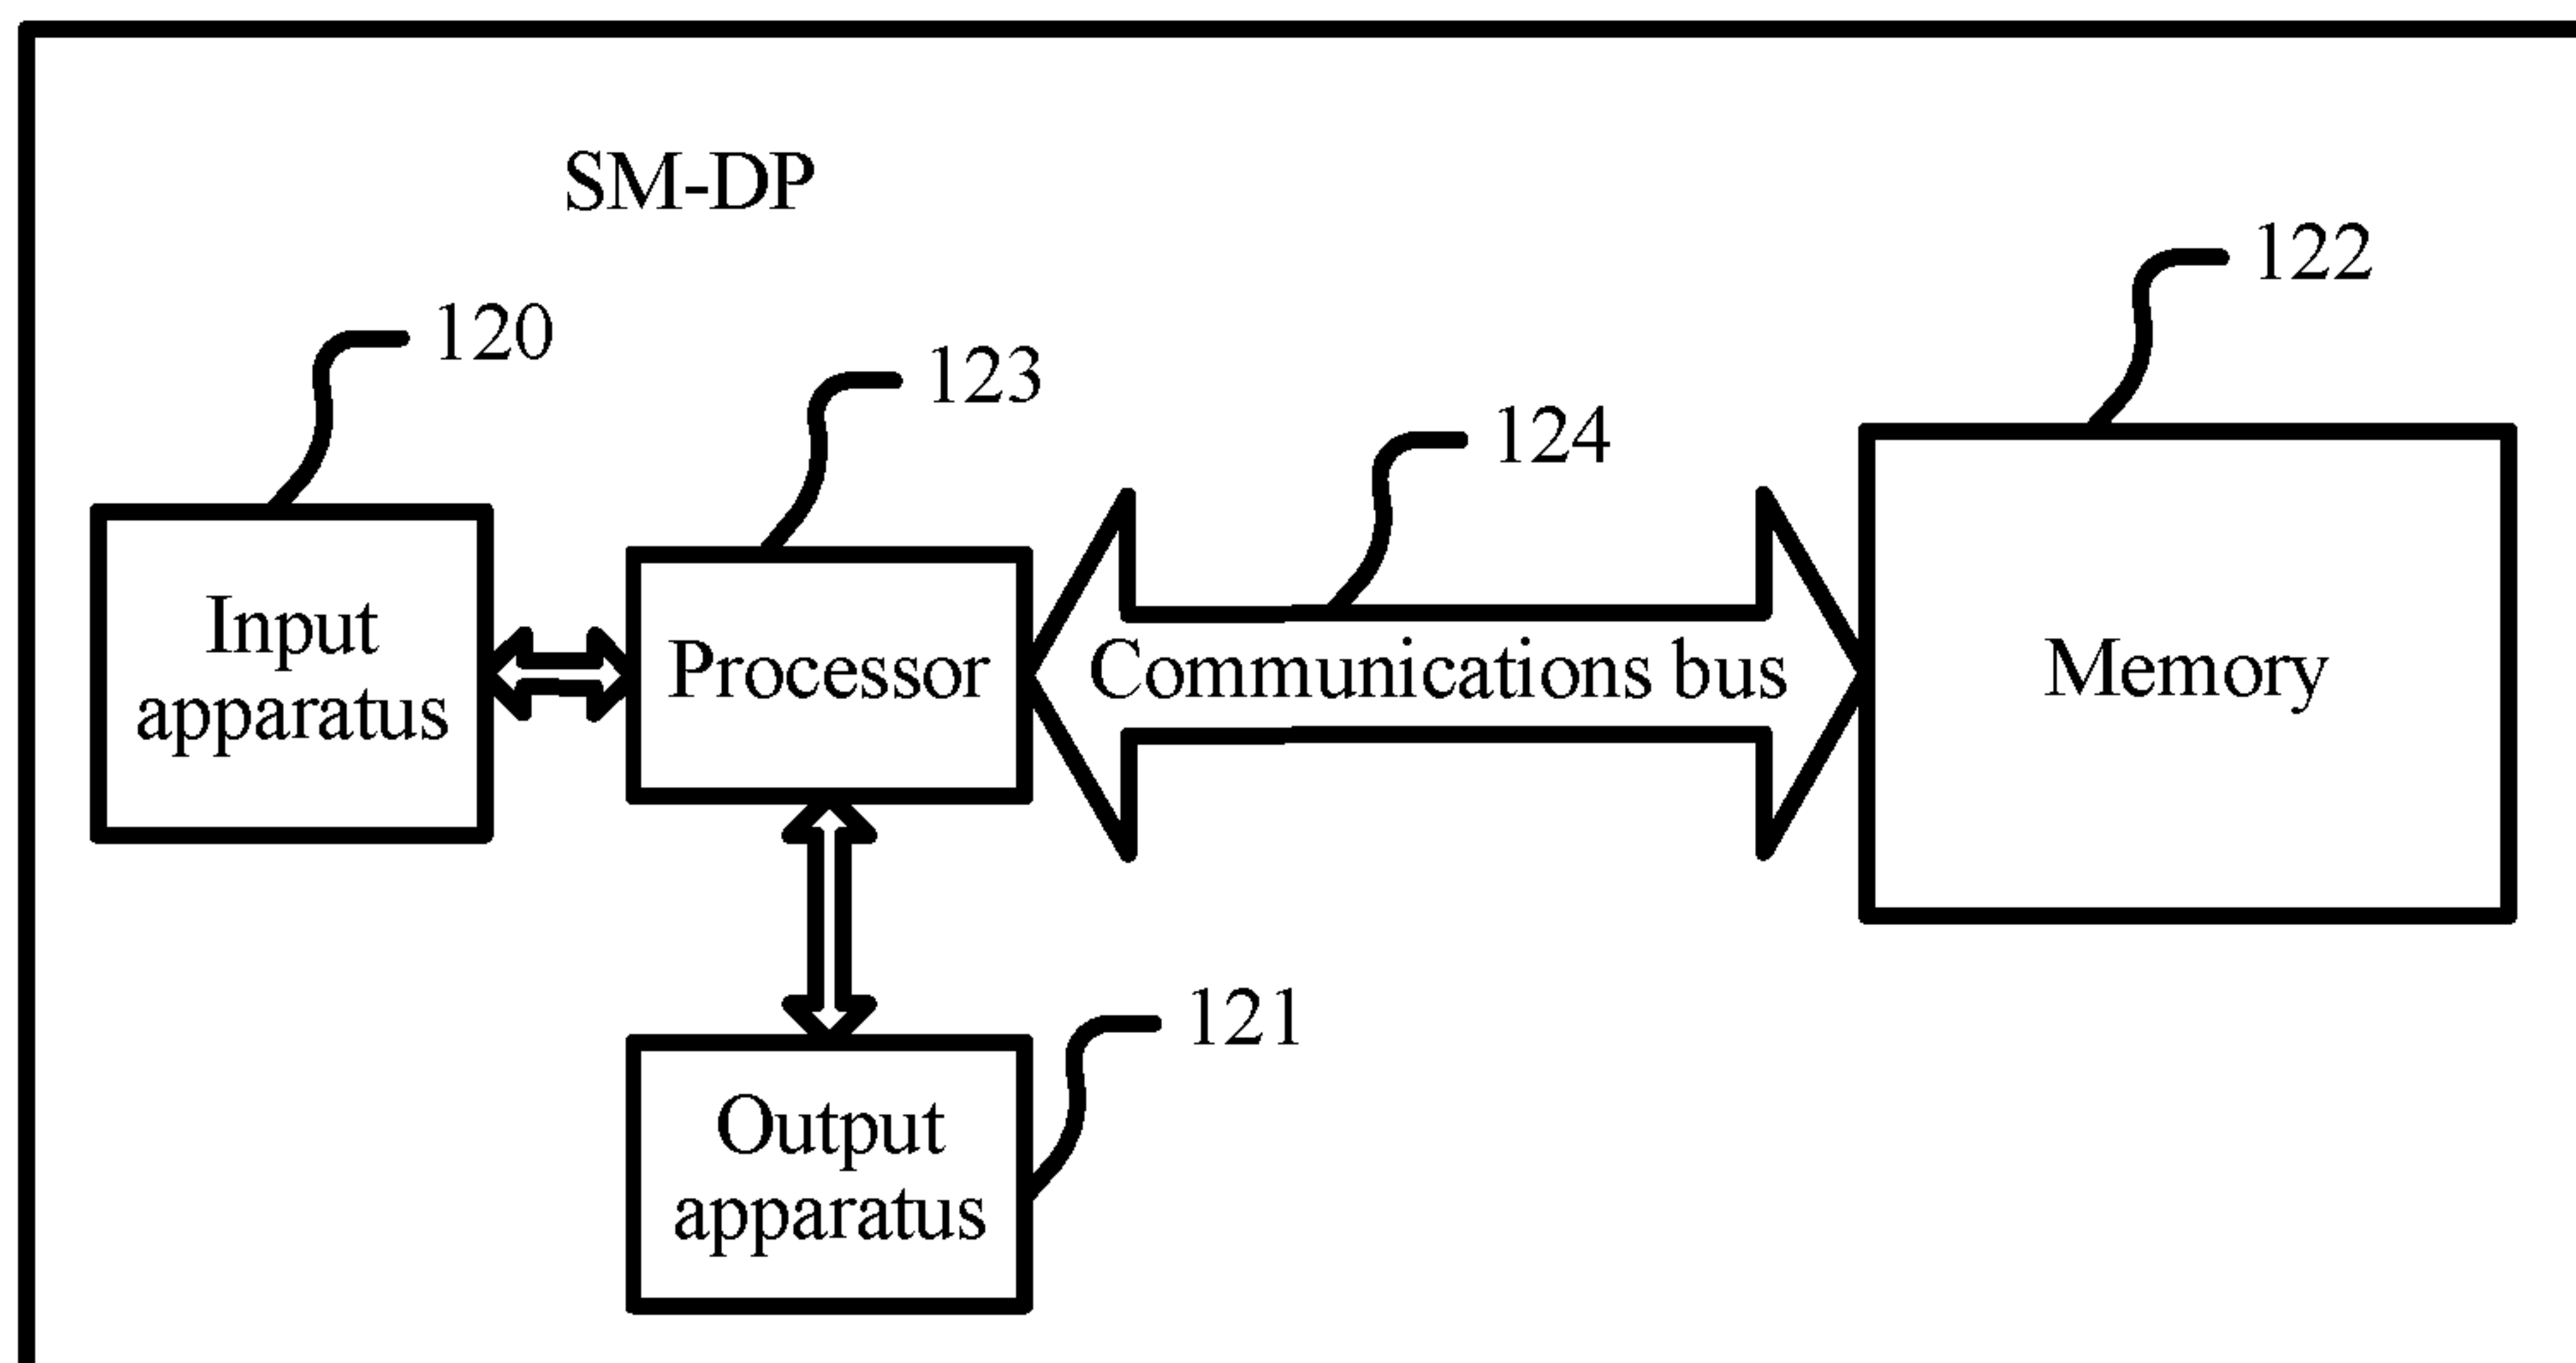 SM-DP
122
120
123
124
Input
apparatus
Processor
Communications bus
Memory
121
Output
apparatus